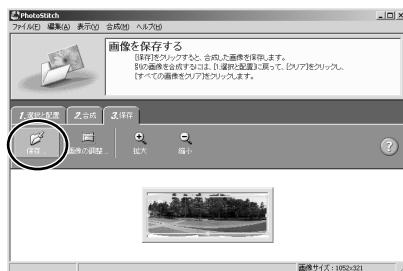 PhotoStitch
ファイル(F) 編集(A) 表示(V) 合成(M) ヘルプ(H)
画像を保存する
[保存]をクリックすると、合成した画像を保存します。
別の画像を合成するには、[1.選択と配置]に戻って、[クリア]をクリックし、
[すべての画像をクリア]をクリックします。
1.選択と配置 2.合成 3.保存
保存... 画像の調整... 拡大 縮小
?
画像サイズ：1052x321